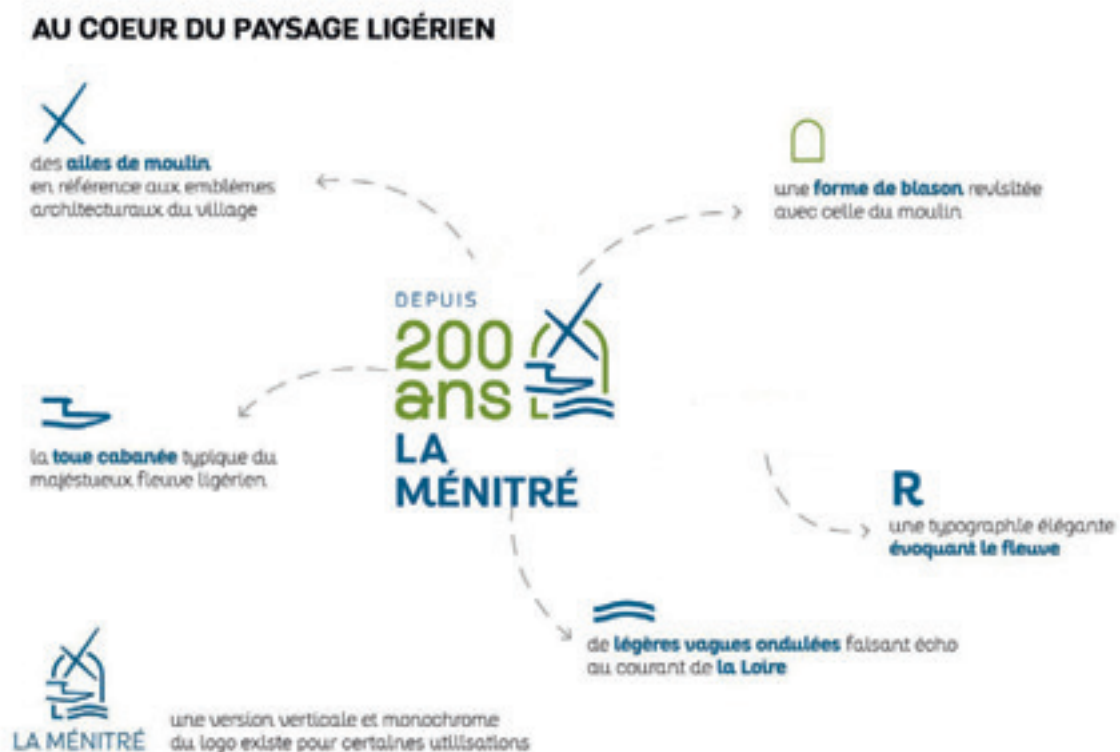 AU COEUR DU PAYSAGE LIGÉRIEN
des ailes de moulin
en référence aux emblèmes
architecturaux du village
une forme de blason revisitée
avec celle du moulin
DEPUIS
200
ans
LA
MÉNITRÉ
la toue cabanée typique du
majéstueux fleuve ligérien
R
une typographie élégante
évoquant le fleuve
de légères vagues ondulées faisant écho
au courant de la Loire
LA MÉNITRÉ
une version verticale et monochrome
du logo existe pour certaines utilisations